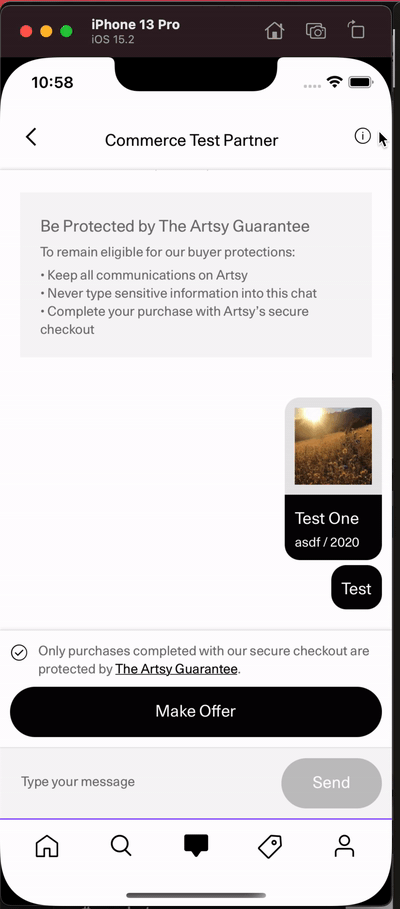 iPhone 13 Pro
iOS 15.2
10:58
Commerce Test Partner
Be Protected by The Artsy Guarantee
To remain eligible for our buyer protections:
• Keep all communications on Artsy
• Never type sensitive information into this chat
• Complete your purchase with Artsy's secure
checkout
Test One
asdf / 2020
Test
Only purchases completed with our secure checkout are
protected by The Artsy Guarantee.
Make Offer
Type your message
Send